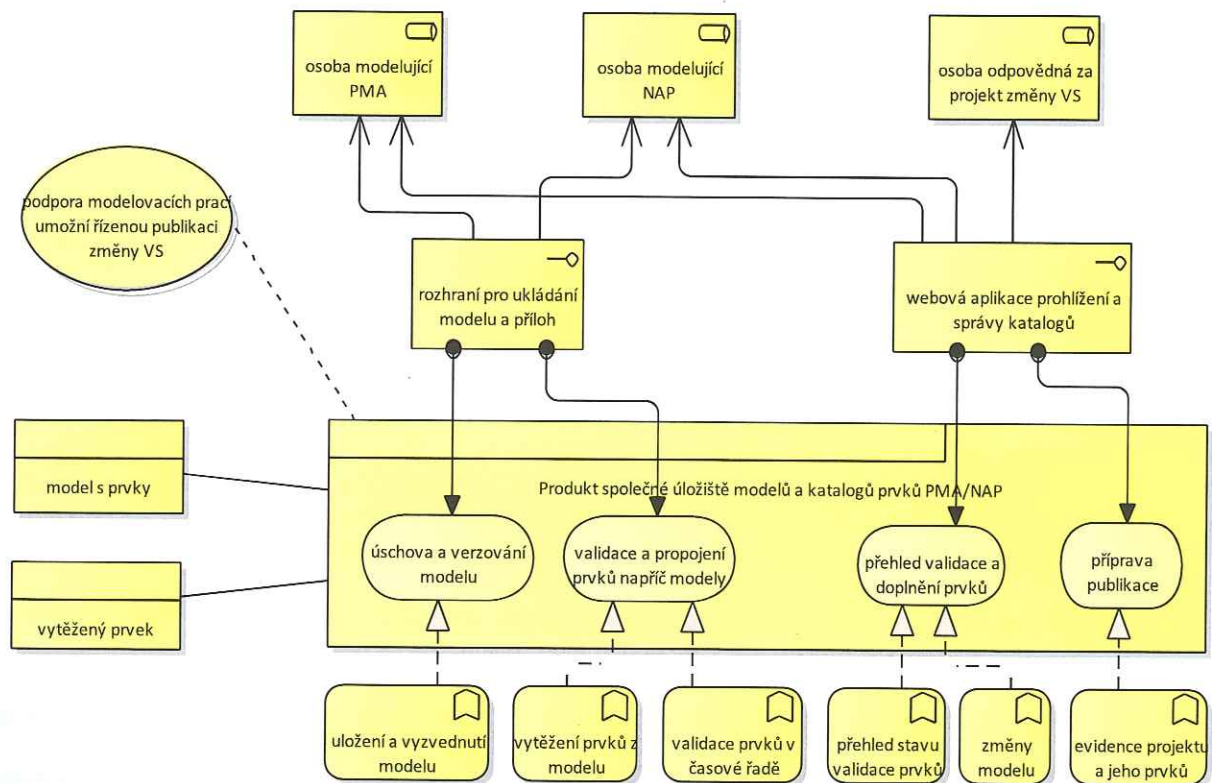 osoba modelující
PMA
osoba modelující
NAP
osoba odpovědná za
projekt změny VS
podpora modelovacích prací
umožní řízenou publikaci
změny VS
rozhraní pro ukládání
modelu a příloh
webová aplikace prohlížení a
správy katalogů
model s prvky
vytěžený prvek
Produkt společné úložiště modelů a katalogů prvků PMA/NAP
úschova a verzování
modelu
validace a propojení
prvků napříč modely
přehled validace a
doplnění prvků
příprava
publikace
uložení a vyzvednutí
modelu
vytěžení prvků z
modelu
validace prvků v
časové řadě
přehled stavu
validace prvků
změny
modelu
evidence projektu
a jeho prvků